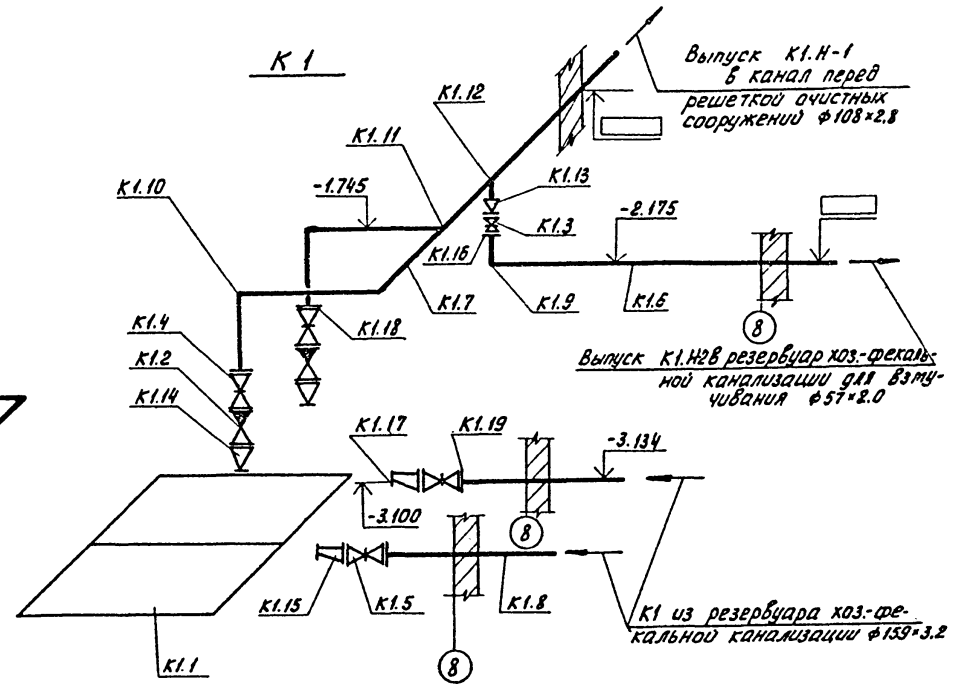 К 1
Выпуск К1.Н-1
в канал перед
решеткой очистных
сооружений ф108×2,8
К1.12
К1.11
К1.10
-1.745
К1.13
К1.3
К1.16
-2.175
К1.7
К1.9
К1.6
К1.18
8
К1.4
К1.2
К1.14
Выпуск К1.Н2 в резервуар хоз.-фекаль-
ной канализации для взму-
чивания ф57×2.0
К1.17
К1.19
-3.134
-3.100
8
К1.15
К1.5
К1.8
К1 из резервуара хоз.-фе-
кальной канализации ф159×3.2
К1.1
8